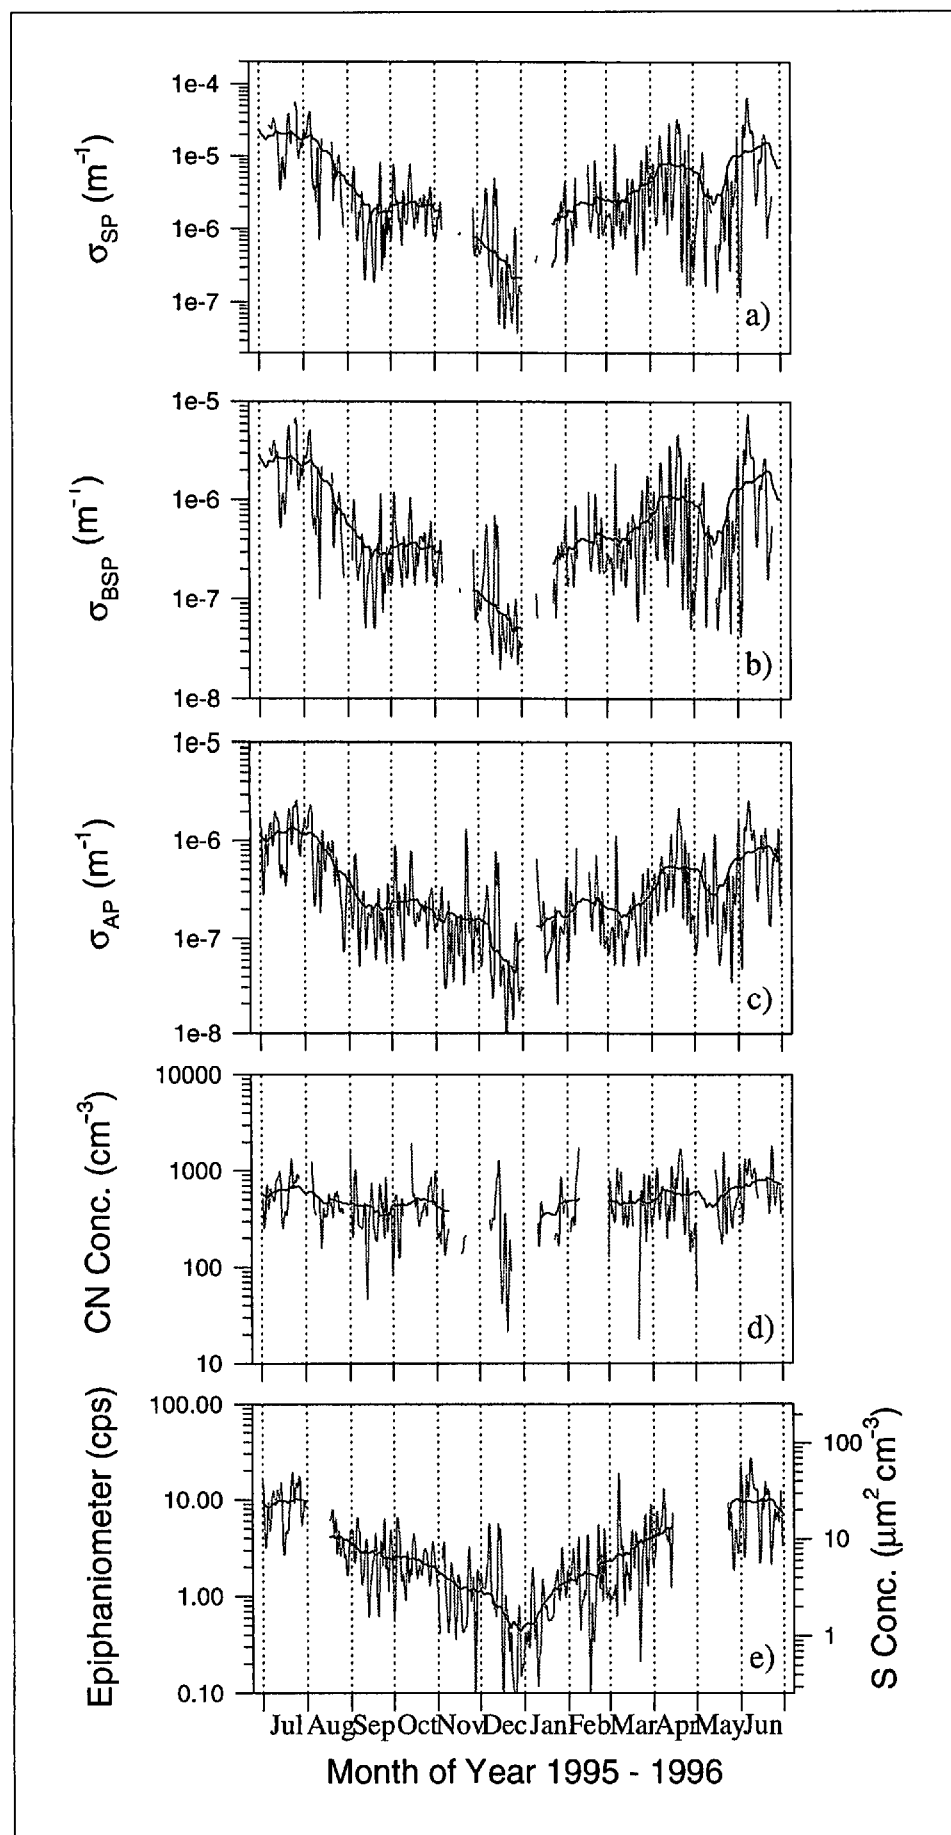 σSP (m⁻¹)
1e-4
1e-5
1e-6
1e-7
a)
σBSP (m⁻¹)
1e-5
1e-6
1e-7
1e-8
b)
σAP (m⁻¹)
1e-5
1e-6
1e-7
1e-8
c)
CN Conc. (cm⁻³)
10000
1000
100
10
d)
Epiphaniometer (cps)
100.00
10.00
1.00
0.10
e)
100
10
1
S Conc. (μm² cm⁻³)
Jul Aug Sep Oct Nov Dec Jan Feb Mar Apr May Jun
Month of Year 1995 - 1996